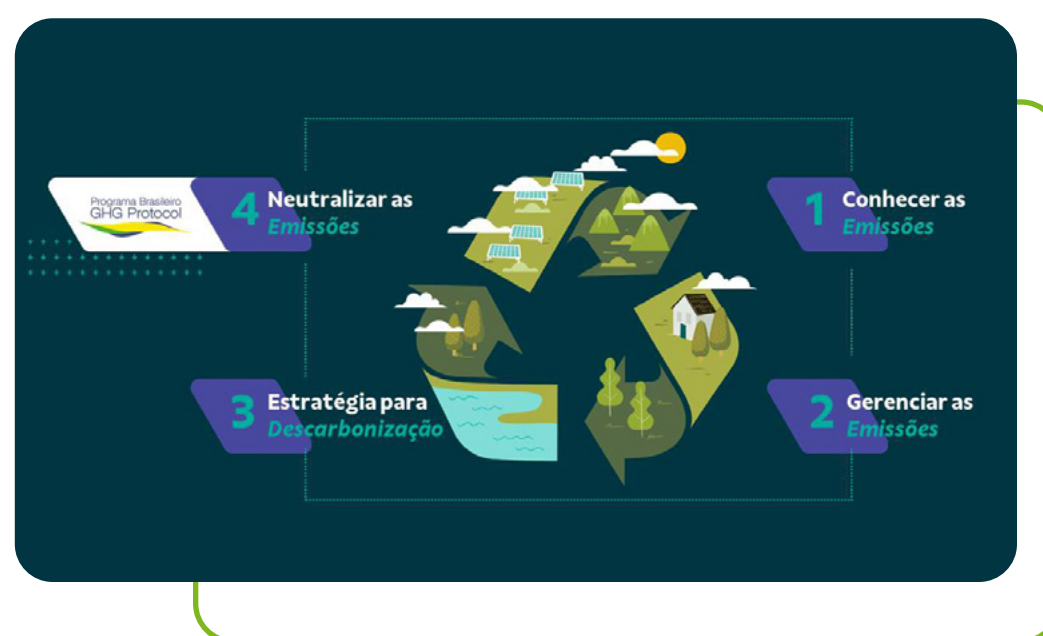 Programa Brasileiro
GHG Protocol
4
Neutralizar as
Emissões
1
Conhecer as
Emissões
3
Estratégia para
Descarbonização
2
Gerenciar as
Emissões